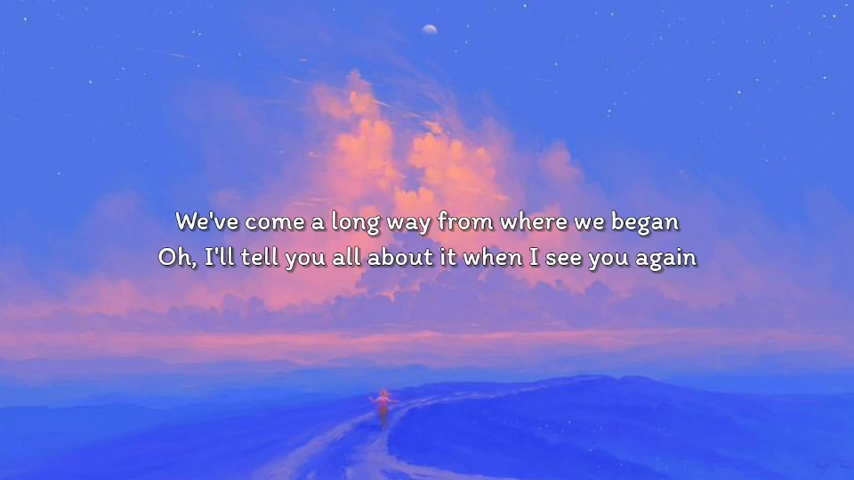 We've come a long way from where we began
Oh, I'll tell you all about it when I see you again